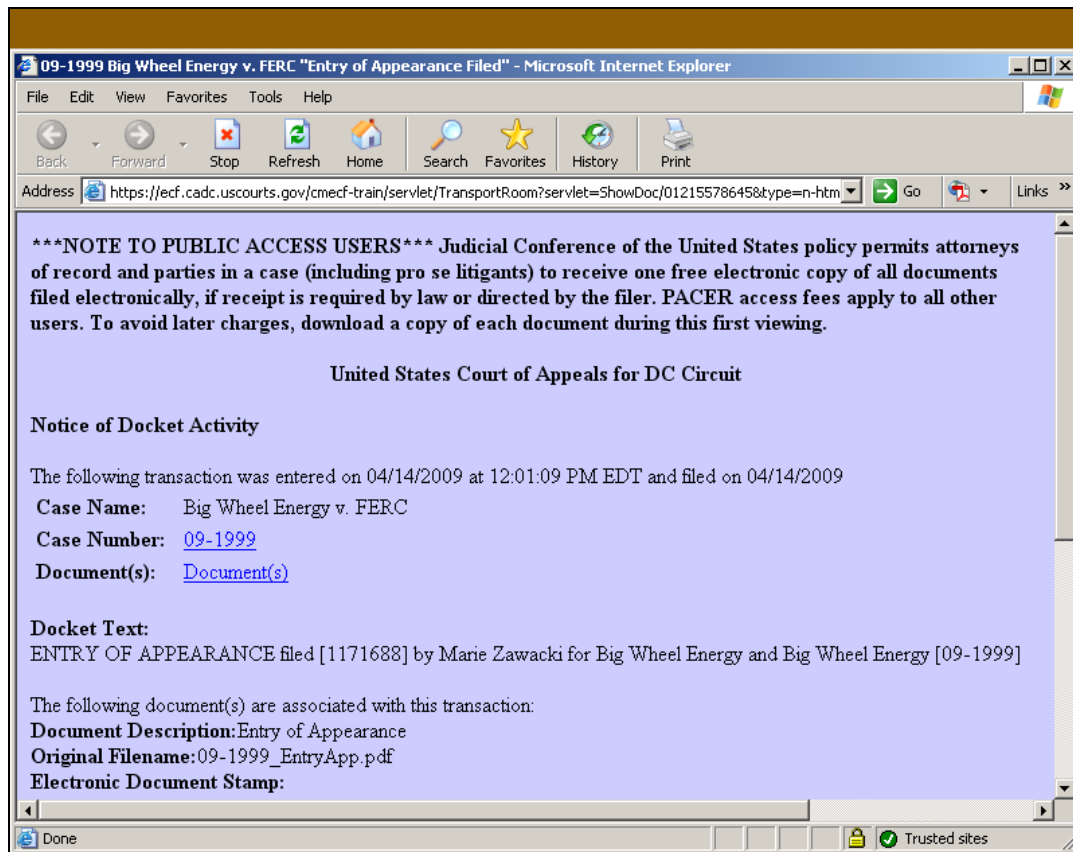 09-1999 Big Wheel Energy v. FERC "Entry of Appearance Filed" - Microsoft Internet Explorer
File Edit View Favorites Tools Help
Back Forward Stop Refresh Home Search Favorites History Print
Address https://ecf.cadc.uscourts.gov/cmecf-train/servlet/TransportRoom?servlet=ShowDoc/01215578645&type=n-htm Go Links »
***NOTE TO PUBLIC ACCESS USERS*** Judicial Conference of the United States policy permits attorneys
of record and parties in a case (including pro se litigants) to receive one free electronic copy of all documents
filed electronically, if receipt is required by law or directed by the filer. PACER access fees apply to all other
users. To avoid later charges, download a copy of each document during this first viewing.
United States Court of Appeals for DC Circuit
Notice of Docket Activity
The following transaction was entered on 04/14/2009 at 12:01:09 PM EDT and filed on 04/14/2009
Case Name: Big Wheel Energy v. FERC
Case Number: 09-1999
Document(s): Document(s)
Docket Text:
ENTRY OF APPEARANCE filed [1171688] by Marie Zawacki for Big Wheel Energy and Big Wheel Energy [09-1999]
The following document(s) are associated with this transaction:
Document Description:Entry of Appearance
Original Filename:09-1999_EntryApp.pdf
Electronic Document Stamp:
Done Trusted sites